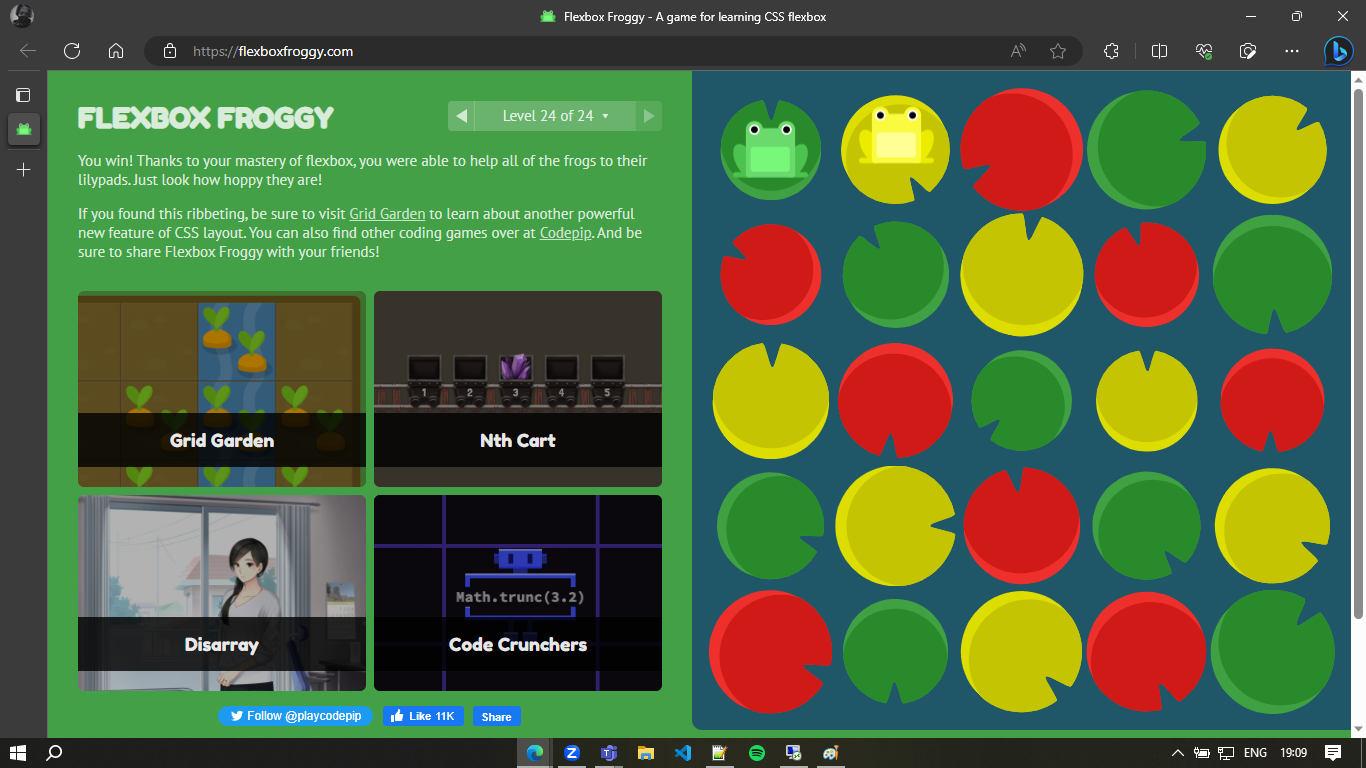 Flexbox Froggy - A game for learning CSS flexbox
https://flexboxfroggy.com
FLEXBOX FROGGY
Level 24 of 24
You win! Thanks to your mastery of flexbox, you were able to help all of the frogs to their
lilypads. Just look how hoppy they are!
If you found this ribbeting, be sure to visit Grid Garden to learn about another powerful
new feature of CSS layout. You can also find other coding games over at Codepip. And be
sure to share Flexbox Froggy with your friends!
Grid Garden
1 2 3 4 5
Nth Cart
Disarray
Math.trunc(3.2)
Code Crunchers
Follow @playcodepip
Like 11K
Share
ENG
19:09